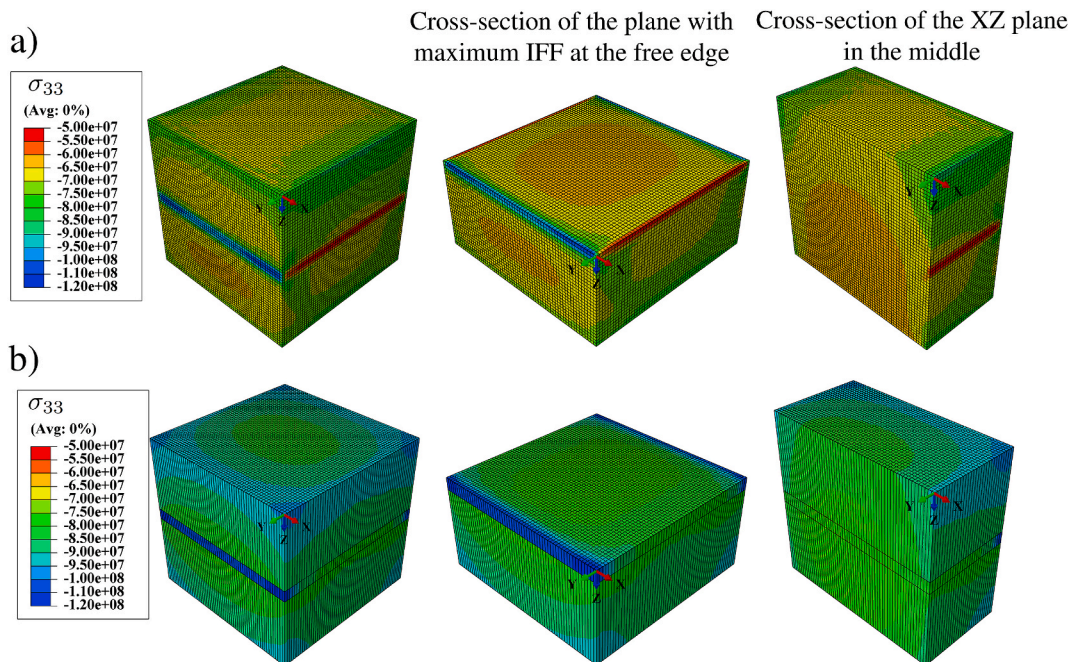 Cross-section of the plane with
maximum IFF at the free edge
Cross-section of the XZ plane
in the middle
a)
σ33
(Avg: 0%)
-5.00e+07
-5.50e+07
-6.00e+07
-6.50e+07
-7.00e+07
-7.50e+07
-8.00e+07
-8.50e+07
-9.00e+07
-9.50e+07
-1.00e+08
-1.10e+08
-1.20e+08
Y X
Z
Y X
Z
Y X
Z
b)
σ33
(Avg: 0%)
-5.00e+07
-5.50e+07
-6.00e+07
-6.50e+07
-7.00e+07
-7.50e+07
-8.00e+07
-8.50e+07
-9.00e+07
-9.50e+07
-1.00e+08
-1.10e+08
-1.20e+08
Y X
Z
Y X
Z
Y X
Z